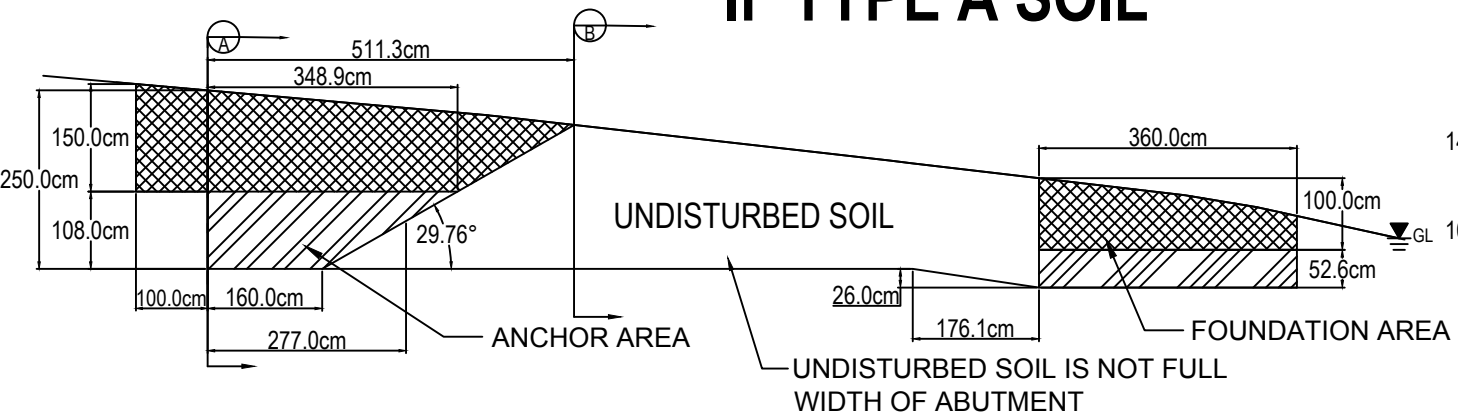 IF TYPE A SOIL
A
B
511.3cm
348.9cm
150.0cm
250.0cm
108.0cm
360.0cm
100.0cm
UNDISTURBED SOIL
29.76°
GL
52.6cm
100.0cm
160.0cm
26.0cm
277.0cm
ANCHOR AREA
176.1cm
FOUNDATION AREA
UNDISTURBED SOIL IS NOT FULL
WIDTH OF ABUTMENT